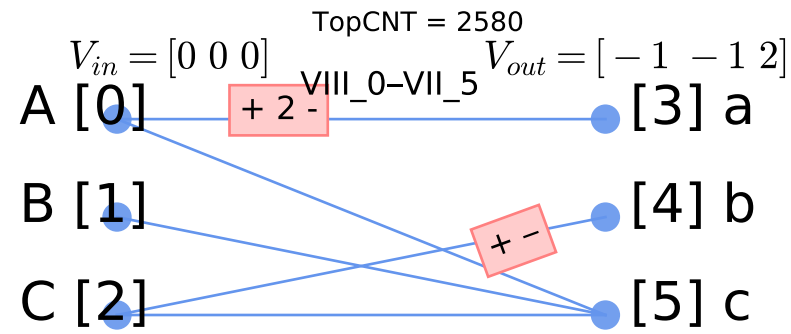 TopCNT = 2580
V_in = [0 0 0]
V_out = [−1 −1 2]
VIII_0–VII_5
A [0]
+ 2 -
[3] a
B [1]
[4] b
+ −
C [2]
[5] c